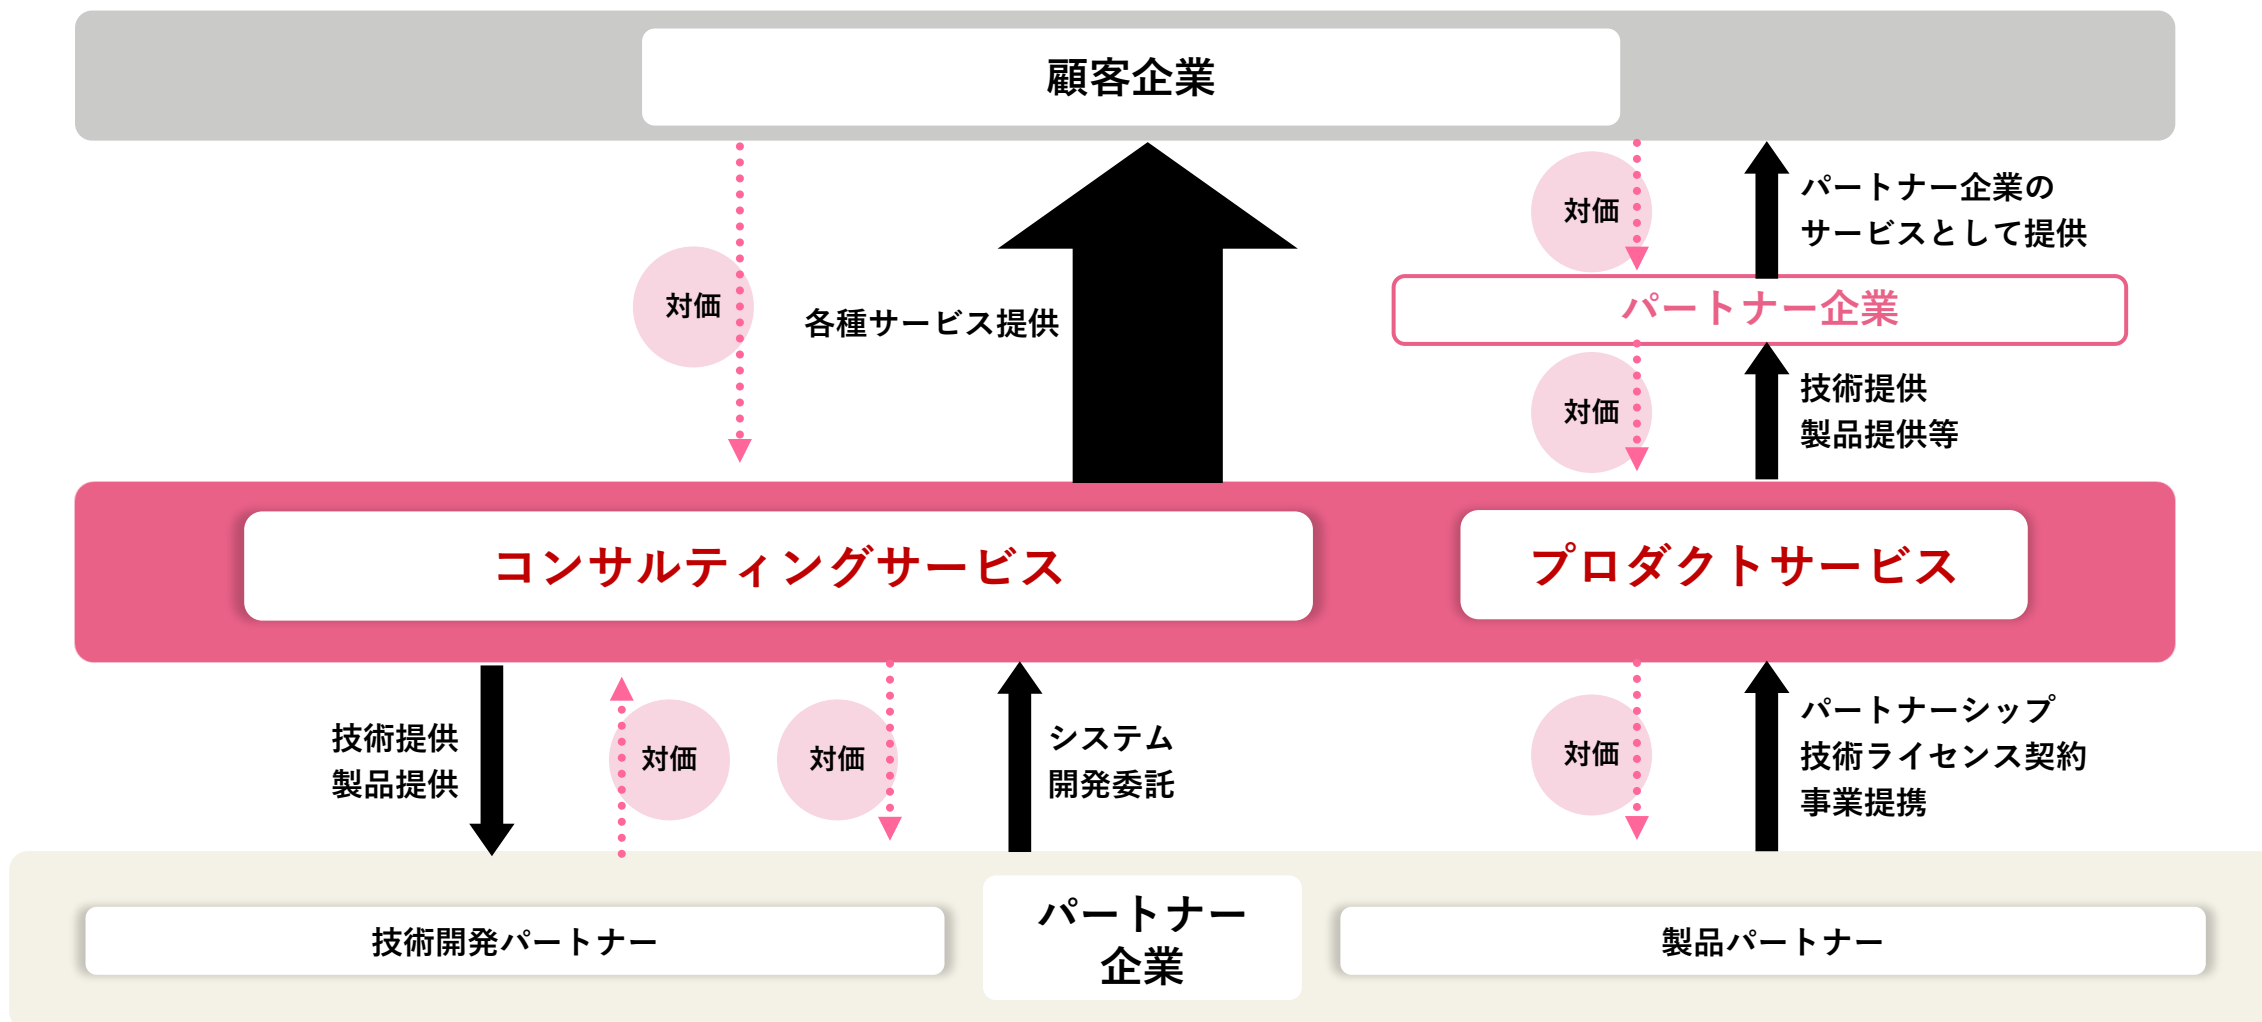 顧客企業
対価
パートナー企業の
サービスとして提供
対価
各種サービス提供
パートナー企業
対価
技術提供
製品提供等
コンサルティングサービス
プロダクトサービス
技術提供
製品提供
対価
対価
システム
開発委託
対価
パートナーシップ
技術ライセンス契約
事業提携
技術開発パートナー
パートナー
企業
製品パートナー